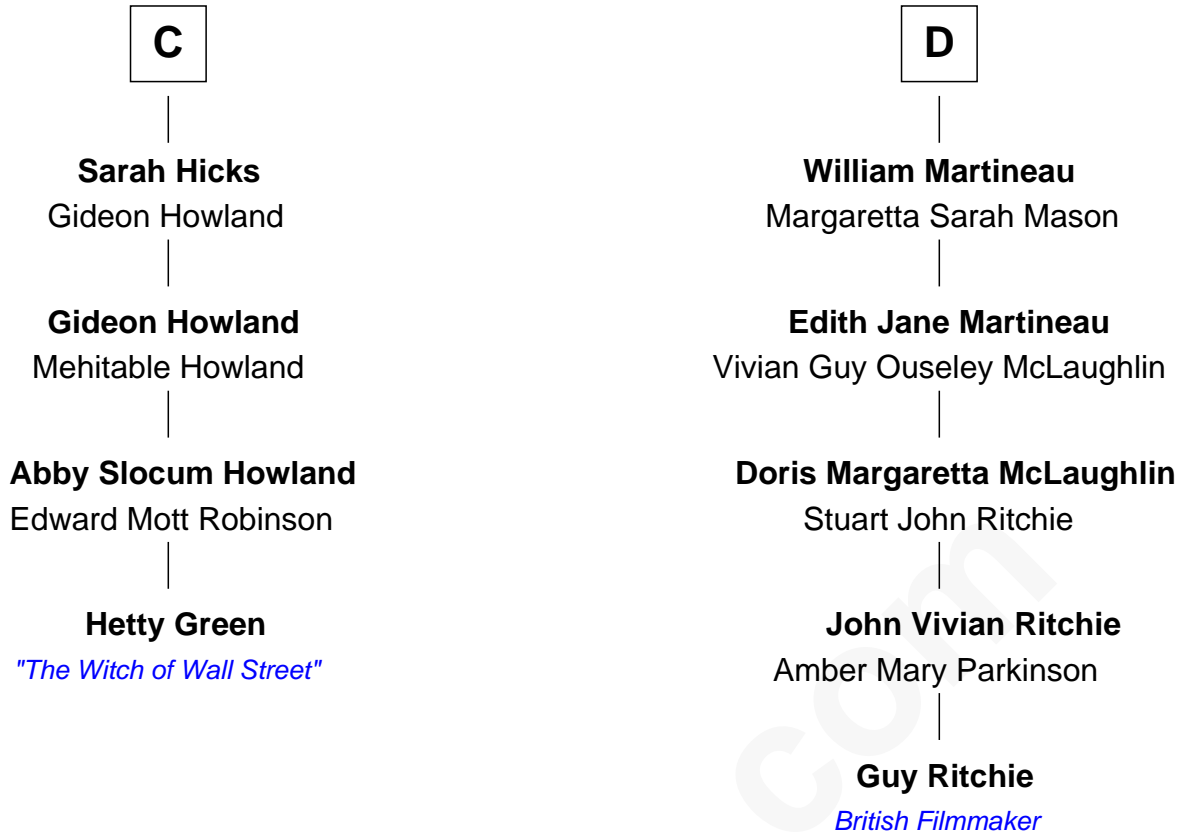 C
Sarah Hicks
Gideon Howland
Gideon Howland
Mehitable Howland
Abby Slocum Howland
Edward Mott Robinson
Hetty Green
"The Witch of Wall Street"
D
William Martineau
Margaretta Sarah Mason
Edith Jane Martineau
Vivian Guy Ouseley McLaughlin
Doris Margaretta McLaughlin
Stuart John Ritchie
John Vivian Ritchie
Amber Mary Parkinson
Guy Ritchie
British Filmmaker
com